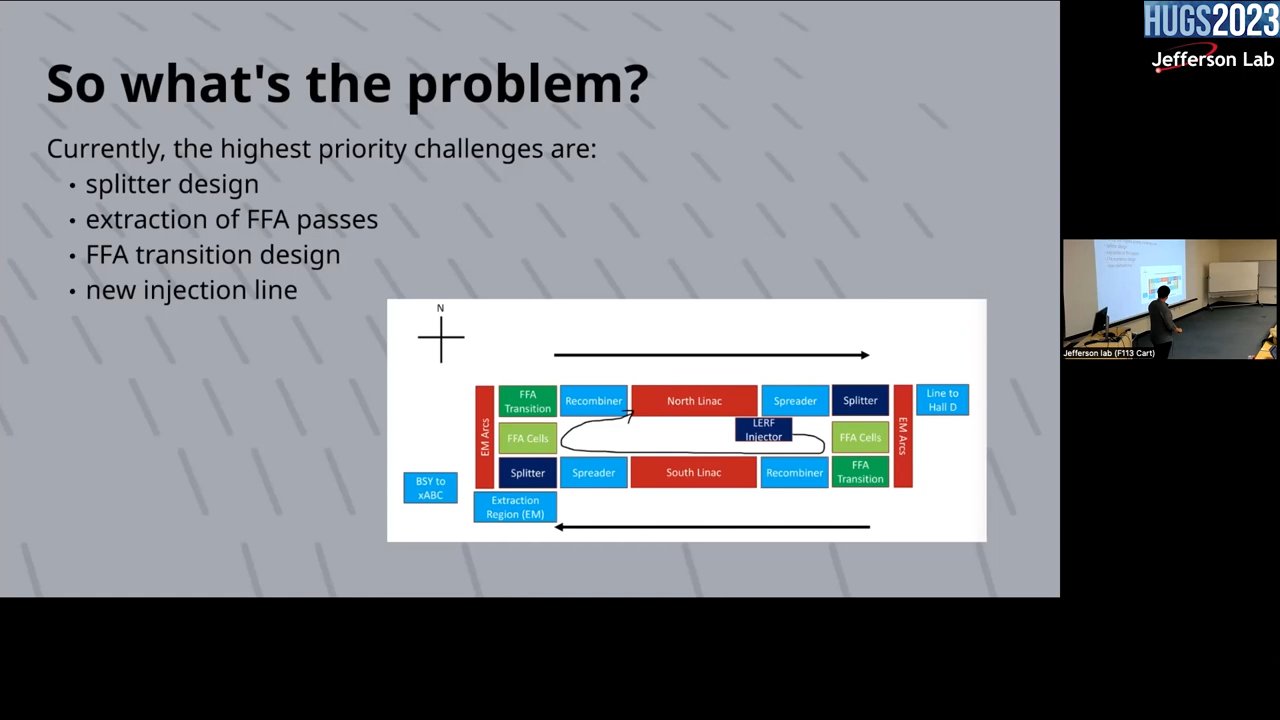 So what's the problem?
Currently, the highest priority challenges are:
• splitter design
• extraction of FFA passes
• FFA transition design
• new injection line
N
FFA
Transition
Recombiner
North Linac
Spreader
Splitter
Line to
Hall D
EM Arcs
FFA Cells
LERF
Injector
FFA Cells
EM Arcs
Splitter
Spreader
South Linac
Recombiner
FFA
Transition
BSY to
xABC
Extraction
Region (EM)
HUGS2023
Jefferson Lab
Jefferson lab (F113 Cart)